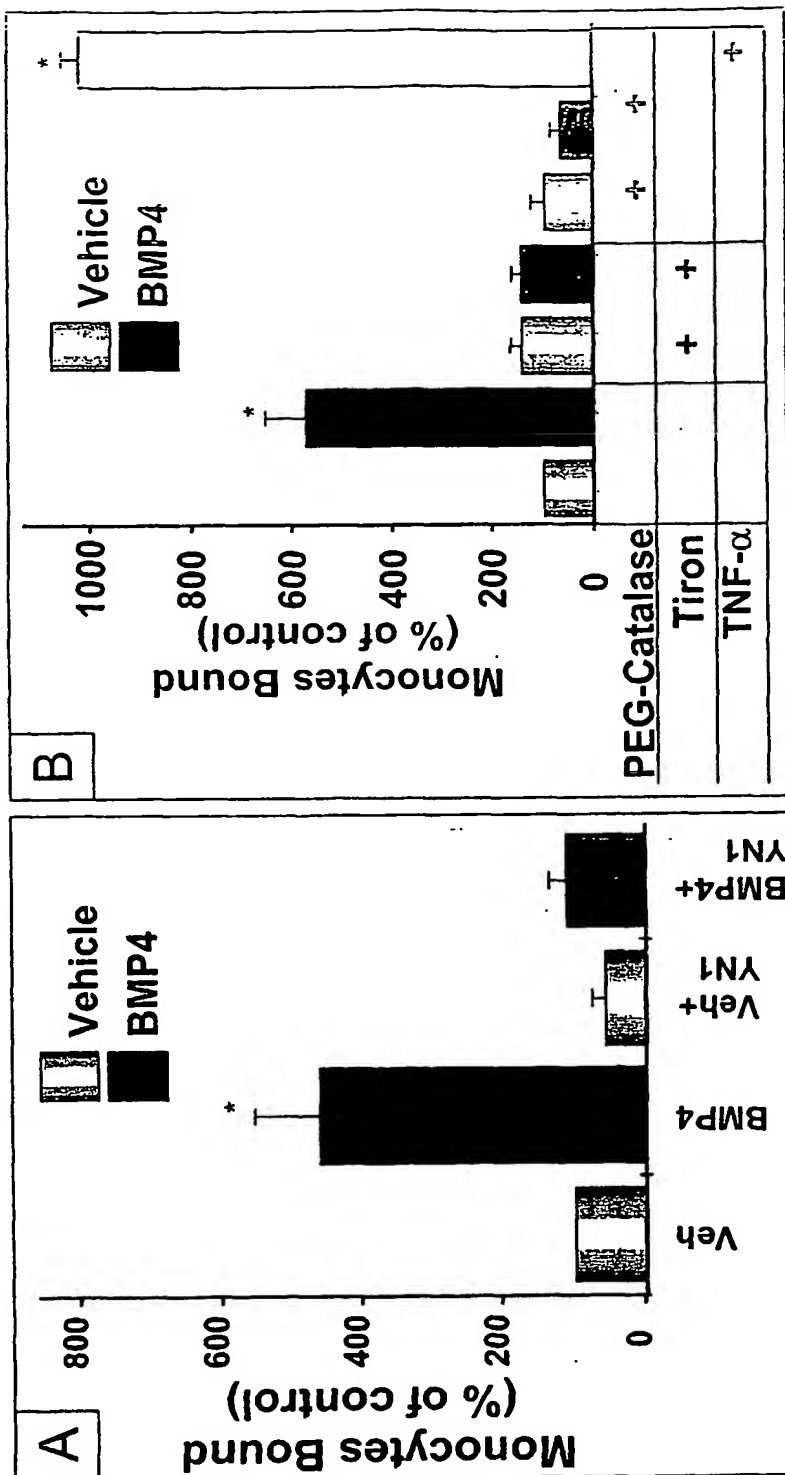 A
Monocytes Bound
(% of control)
800
600
400
200
0
Vehicle
BMP4
*
Veh
BMP4
Veh+
YN1
BMP4+
YN1
B
Monocytes Bound
(% of control)
1000
800
600
400
200
0
Vehicle
BMP4
*
*
PEG-Catalase + +
Tiron + +
TNF-α +